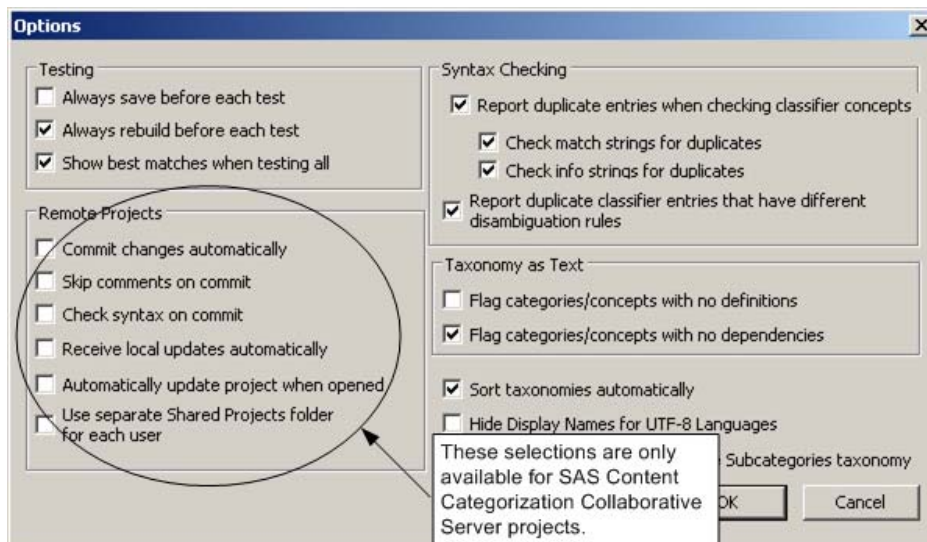 Options
Testing
Always save before each test
Always rebuild before each test
Show best matches when testing all
Remote Projects
Commit changes automatically
Skip comments on commit
Check syntax on commit
Receive local updates automatically
Automatically update project when opened
Use separate Shared Projects folder
for each user
Syntax Checking
Report duplicate entries when checking classifier concepts
Check match strings for duplicates
Check info strings for duplicates
Report duplicate classifier entries that have different
disambiguation rules
Taxonomy as Text
Flag categories/concepts with no definitions
Flag categories/concepts with no dependencies
Sort taxonomies automatically
Hide Display Names for UTF-8 Languages
Subcategories taxonomy
These selections are only
available for SAS Content
Categorization Collaborative
Server projects.
OK
Cancel